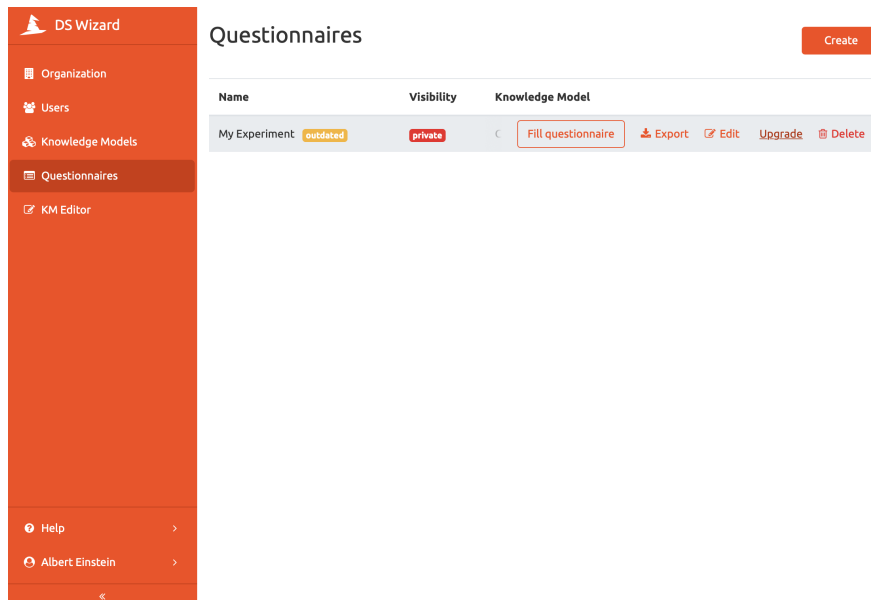 DS Wizard
Organization
Users
Knowledge Models
Questionnaires
KM Editor
Help
Albert Einstein
Questionnaires
Create
Name Visibility Knowledge Model
My Experiment outdated private Fill questionnaire Export Edit Upgrade Delete